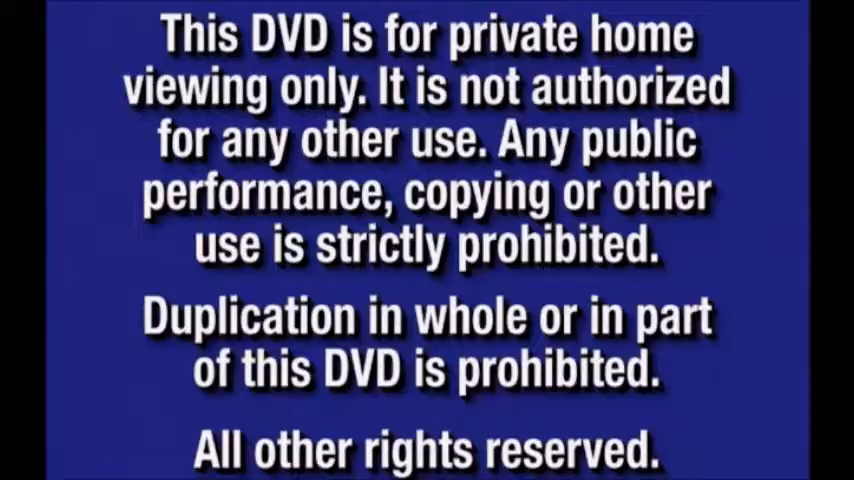 This DVD is for private home
viewing only. It is not authorized
for any other use. Any public
performance, copying or other
use is strictly prohibited.
Duplication in whole or in part
of this DVD is prohibited.
All other rights reserved.